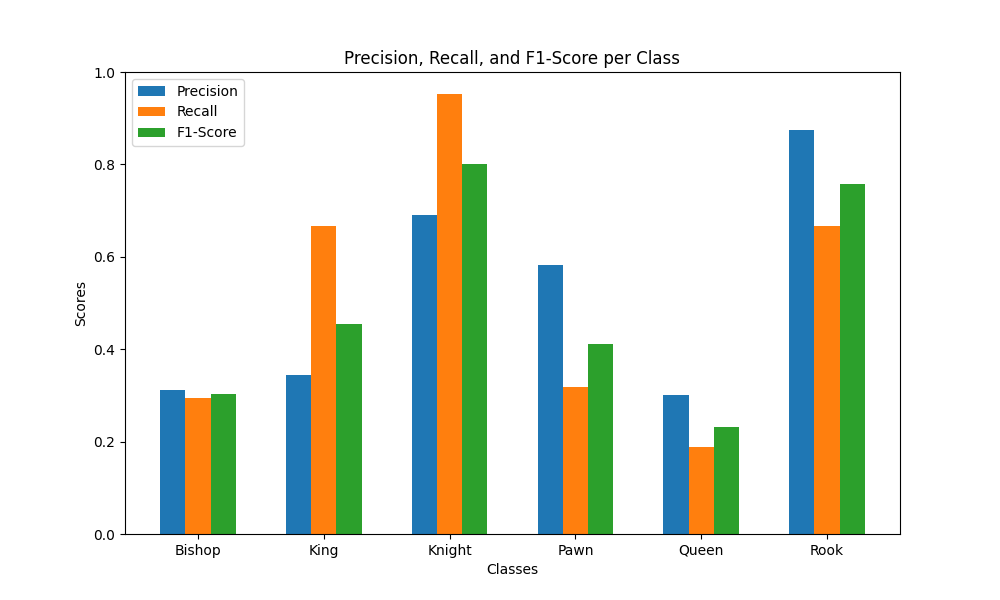 Precision, Recall, and F1-Score per Class
Precision
Recall
F1-Score
Scores
1.0
0.8
0.6
0.4
0.2
0.0
Bishop King Knight Pawn Queen Rook
Classes